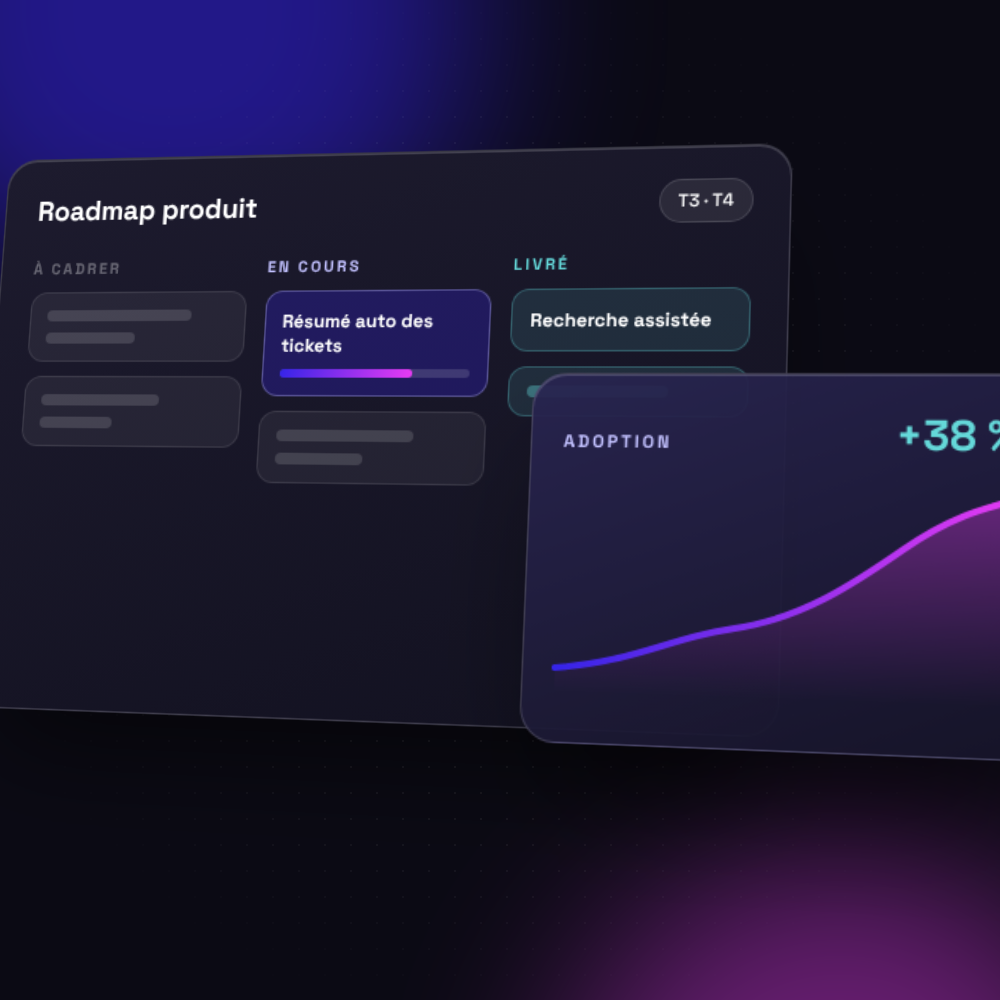 Roadmap produit
T3 · T4
À CADRER
EN COURS
LIVRÉ
Résumé auto des
tickets
Recherche assistée
ADOPTION
+38 %